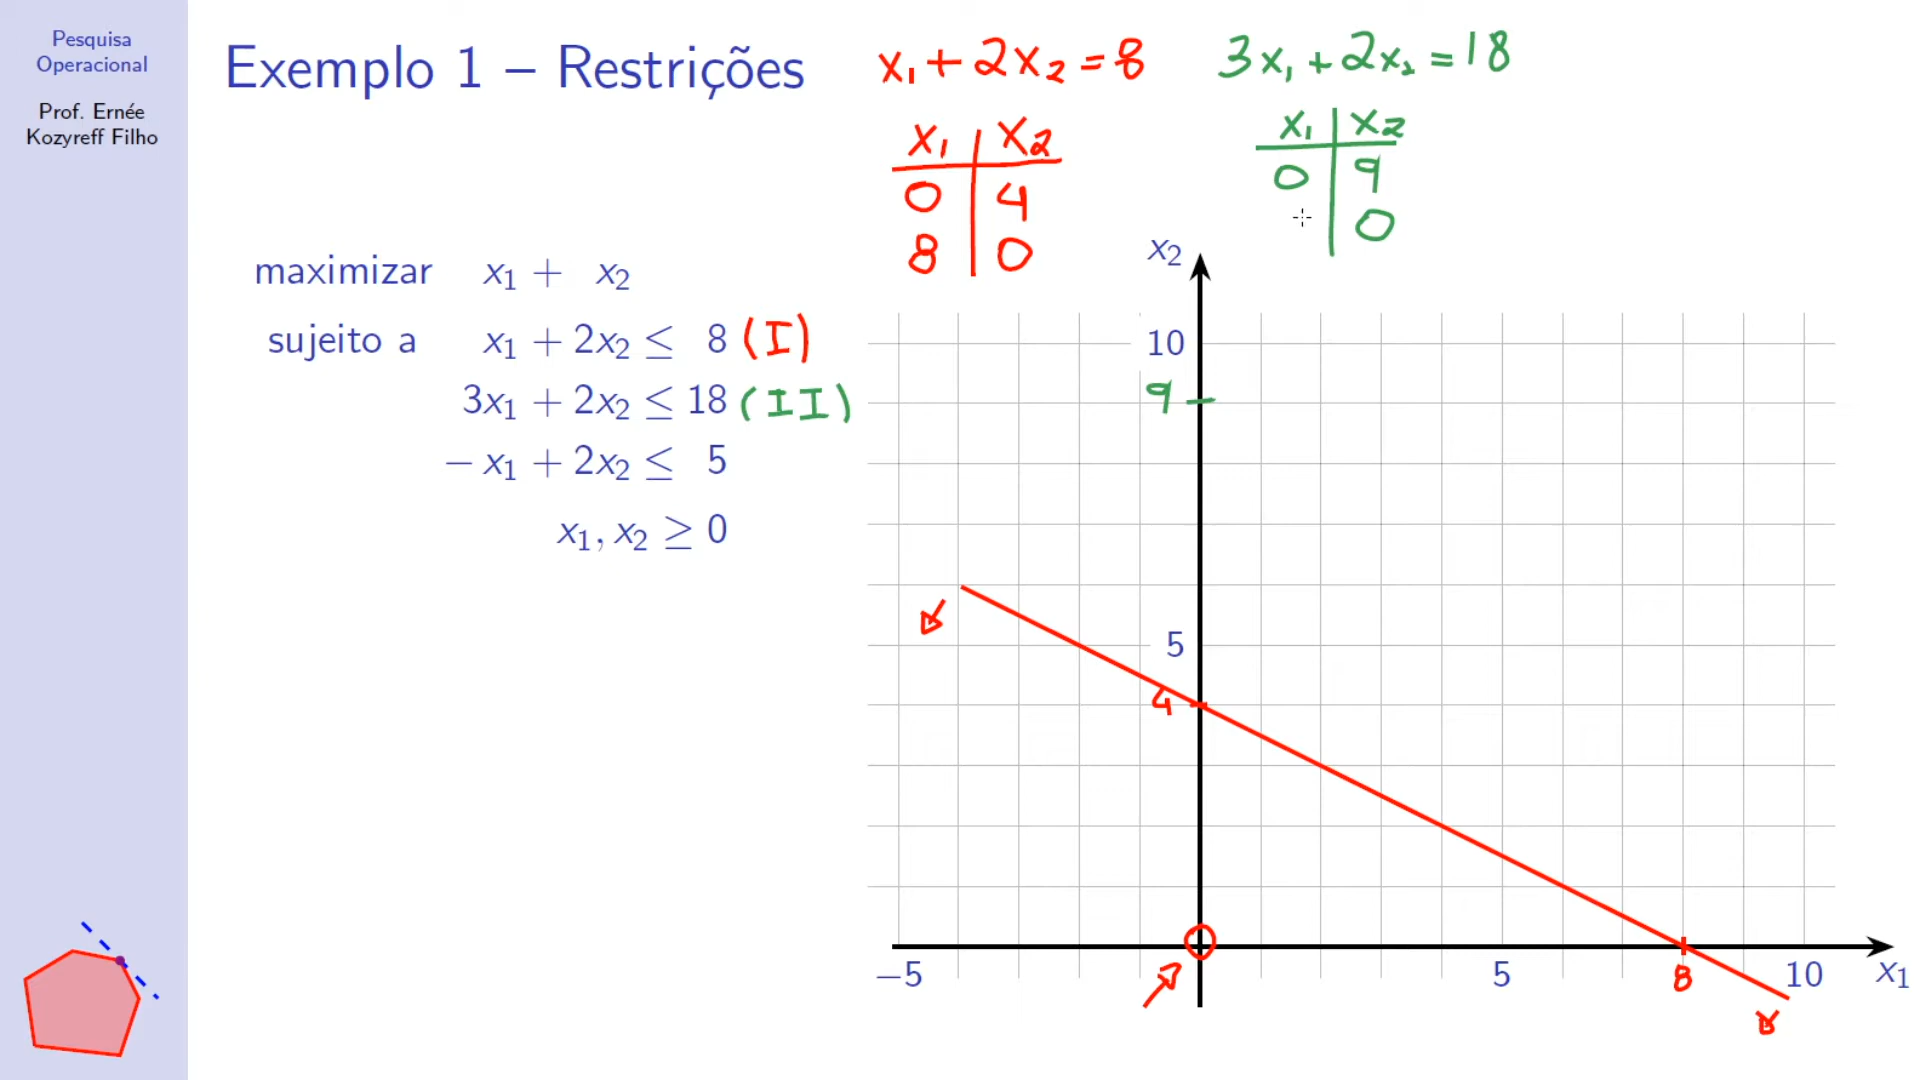 Pesquisa
Operacional
Prof. Ernée
Kozyreff Filho
Exemplo 1 – Restrições
x₁ + 2x₂ = 8
x₁ x₂
0 4
8 0
3x₁ + 2x₂ = 18
x₁ x₂
0 9
0
maximizar x₁ + x₂
sujeito a x₁ + 2x₂ ≤ 8 (I)
3x₁ + 2x₂ ≤ 18 (II)
− x₁ + 2x₂ ≤ 5
x₁, x₂ ≥ 0
x₂
10
9
5
4
−5
5
8
10
x₁